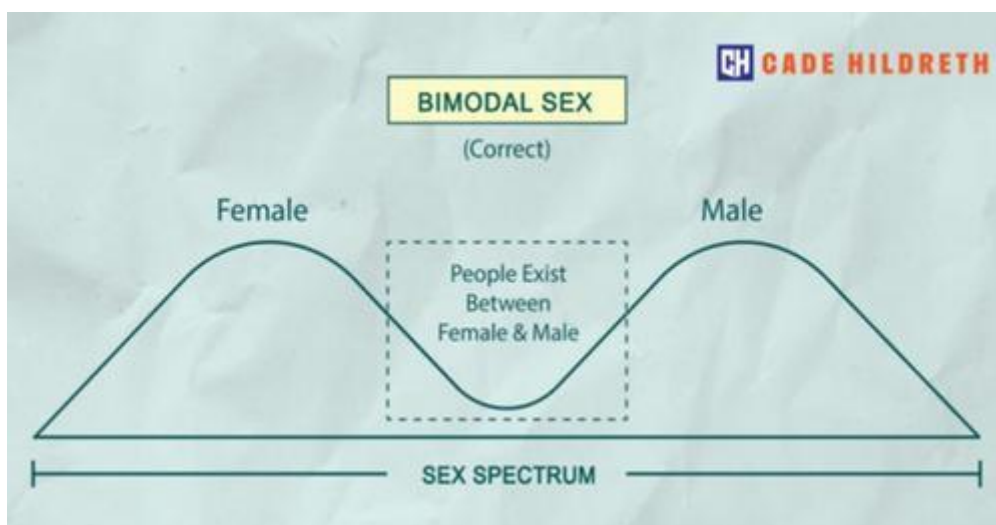 CH CADE HILDRETH
BIMODAL SEX
(Correct)
Female
Male
People Exist
Between
Female & Male
SEX SPECTRUM